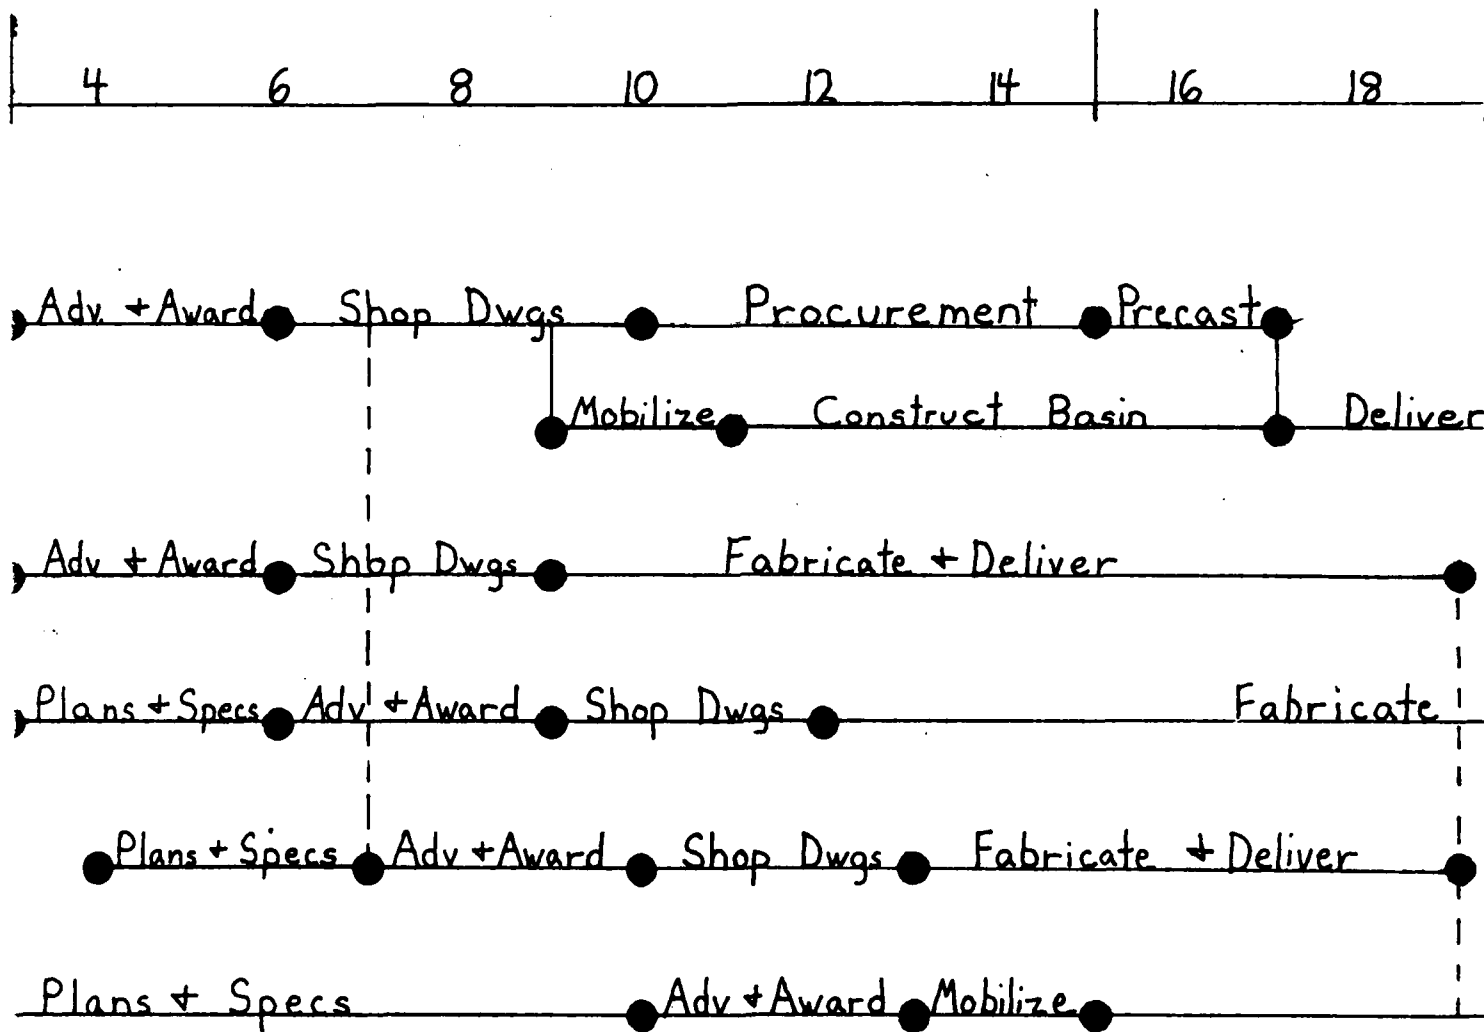 4 6 8 10 12 14 16 18
Adv. + Award Shop Dwgs Procurement Precast
Mobilize Construct Basin Deliver
Adv + Award Shop Dwgs Fabricate + Deliver
Plans + Specs Adv + Award Shop Dwgs Fabricate
Plans + Specs Adv + Award Shop Dwgs Fabricate + Deliver
Plans + Specs Adv + Award Mobilize